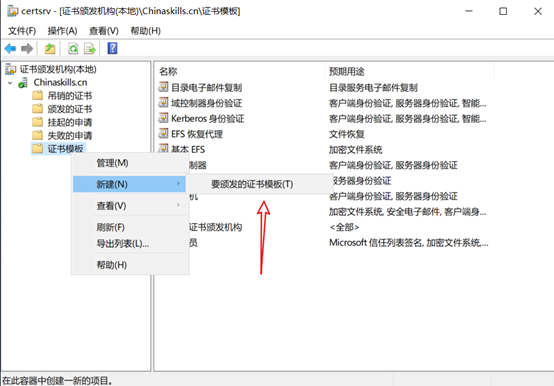 certsrv - [证书颁发机构(本地)\Chinaskills.cn\证书模板]
文件(F) 操作(A) 查看(V) 帮助(H)
证书颁发机构(本地)
Chinaskills.cn
吊销的证书
颁发的证书
挂起的申请
失败的申请
证书模板
管理(M)
新建(N)
查看(V)
刷新(F)
导出列表(L)...
帮助(H)
要颁发的证书模板(T)
名称 预期用途
目录电子邮件复制 目录服务电子邮件复制
域控制器身份验证 客户端身份验证, 服务器身份验证, 智能...
Kerberos 身份验证 客户端身份验证, 服务器身份验证, 智能...
EFS 恢复代理 文件恢复
基本 EFS 加密文件系统
制器 客户端身份验证, 服务器身份验证
服务器身份验证
机 客户端身份验证, 服务器身份验证
加密文件系统, 安全电子邮件, 客户端身...
证书颁发机构 <全部>
员 Microsoft 信任列表签名, 加密文件系统,...
在此容器中创建一个新的项目。